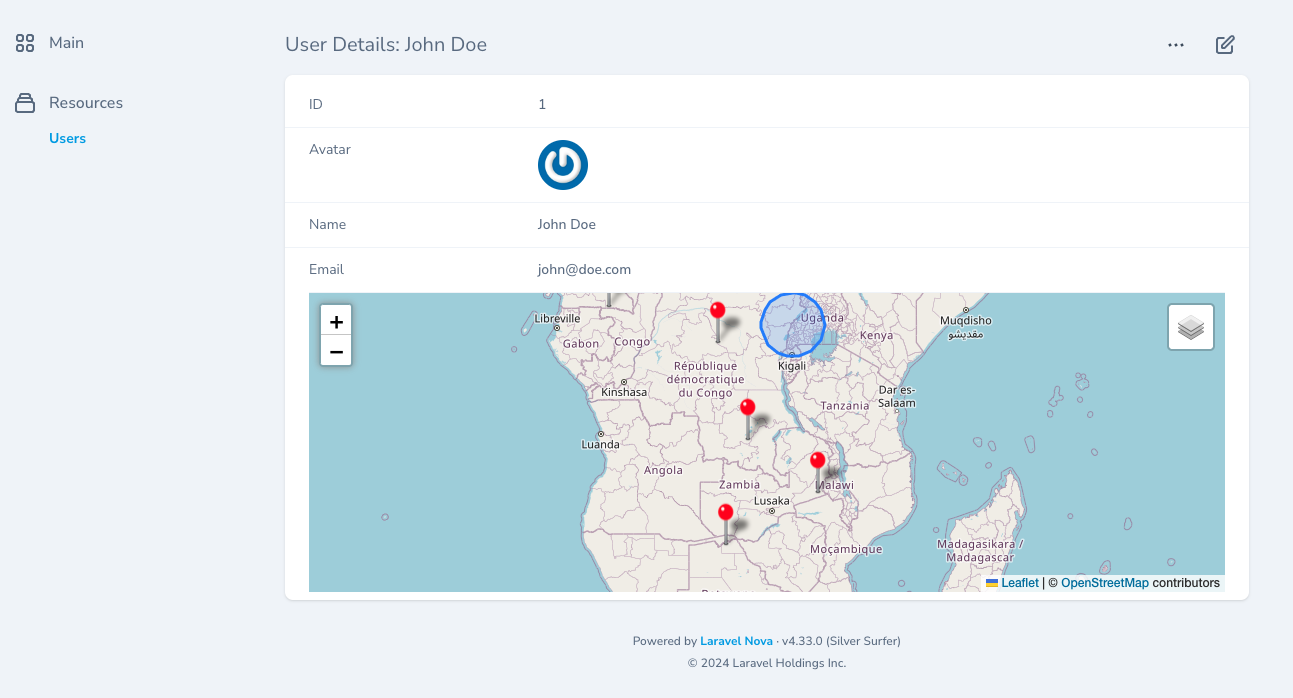 Main
Resources
Users
User Details: John Doe
ID 1
Avatar
Name John Doe
Email john@doe.com
+
−
Libreville
Gabon
Congo
Uganda
Kenya
Muqdisho
مقديشو
Kigali
République
démocratique
du Congo
Kinshasa
Dar es-
Salaam
Tanzania
Luanda
Angola
Zambia
Malawi
Lusaka
Moçambique
Madagasikara /
Madagascar
Leaflet | © OpenStreetMap contributors
Powered by Laravel Nova · v4.33.0 (Silver Surfer)
© 2024 Laravel Holdings Inc.